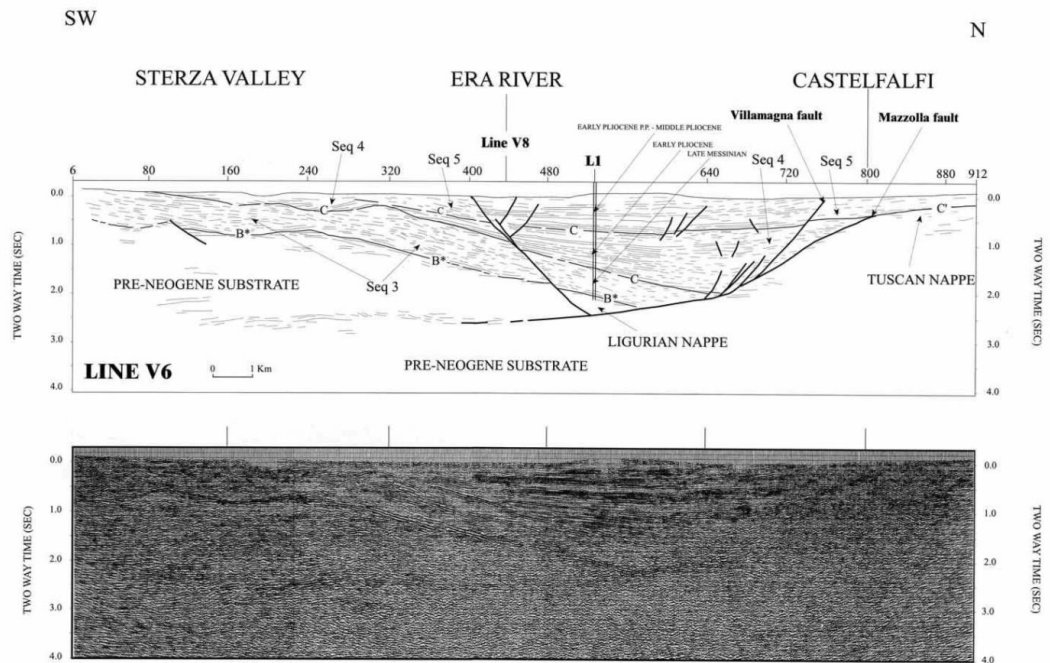 SW
N
STERZA VALLEY ERA RIVER CASTELFALFI
Villamagna fault Mazzolla fault
EARLY PLIOCENE P.P. - MIDDLE PLIOCENE
Line V8
EARLY PLIOCENE
LATE MESSINIAN
Seq 4 Seq 5 L1 Seq 4 Seq 5
6 80 160 240 320 400 480 640 720 800 880 912
0.0 0.0
C C C C'
1.0 1.0
B* B* C
PRE-NEOGENE SUBSTRATE Seq 3 TUSCAN NAPPE
2.0 B* 2.0
LIGURIAN NAPPE
3.0 3.0
PRE-NEOGENE SUBSTRATE
LINE V6 0 1 Km
4.0 4.0
TWO WAY TIME (SEC)
TWO WAY TIME (SEC)
0.0 0.0
1.0 1.0
2.0 2.0
3.0 3.0
4.0 4.0
TWO WAY TIME (SEC)
TWO WAY TIME (SEC)